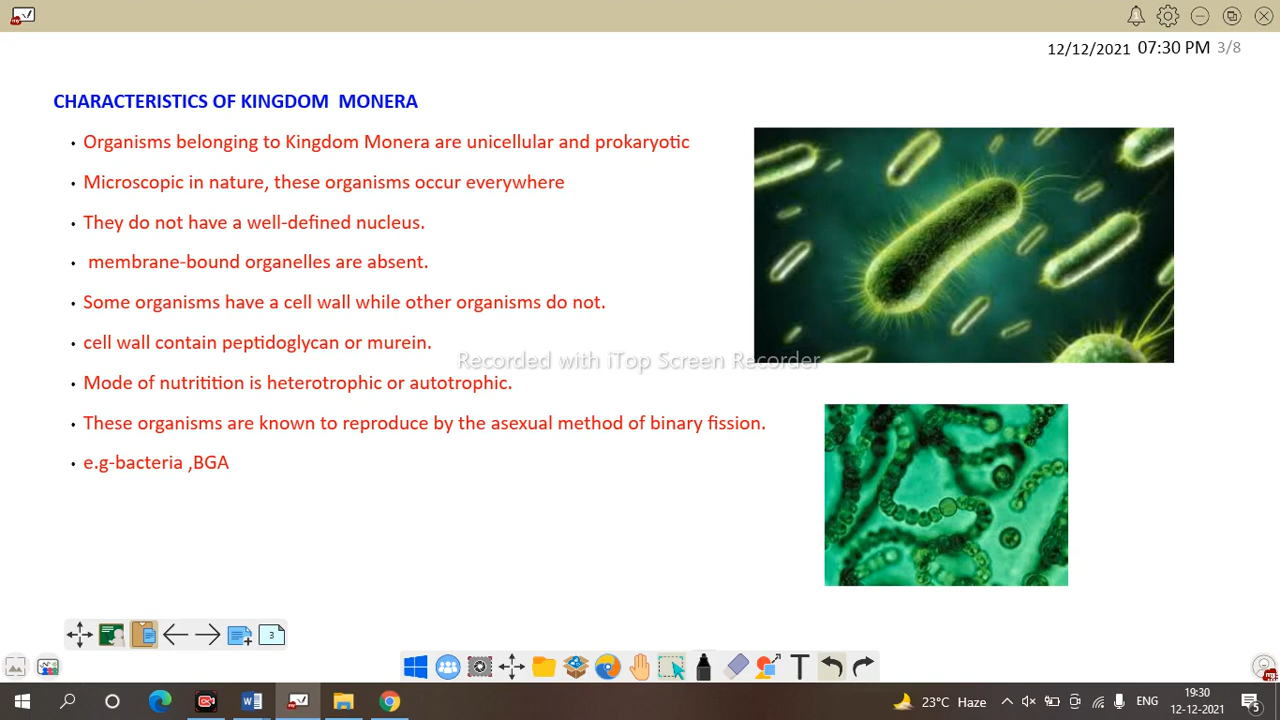 my
12/12/2021 07:30 PM 3/8
CHARACTERISTICS OF KINGDOM MONERA
• Organisms belonging to Kingdom Monera are unicellular and prokaryotic
• Microscopic in nature, these organisms occur everywhere
• They do not have a well-defined nucleus.
• membrane-bound organelles are absent.
• Some organisms have a cell wall while other organisms do not.
• cell wall contain peptidoglycan or murein.
Recorded with iTop Screen Recorder
• Mode of nutritition is heterotrophic or autotrophic.
• These organisms are known to reproduce by the asexual method of binary fission.
• e.g-bacteria ,BGA
3
T
my
W
my
23°C Haze
ENG
19:30
12-12-2021
5